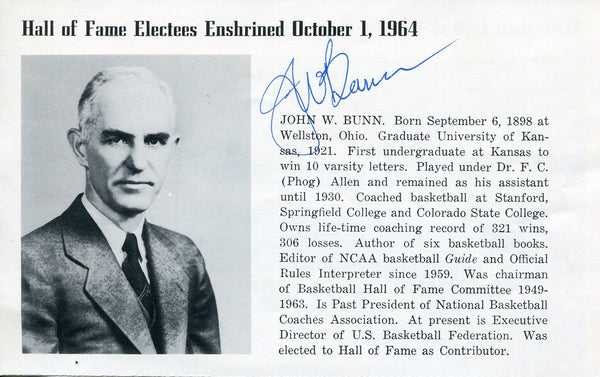 Hall of Fame Electees Enshrined October 1, 1964
J W Bunn
JOHN W. BUNN. Born September 6, 1898 at
Wellston, Ohio. Graduate University of Kan-
sas, 1921. First undergraduate at Kansas to
win 10 varsity letters. Played under Dr. F. C.
(Phog) Allen and remained as his assistant
until 1930. Coached basketball at Stanford,
Springfield College and Colorado State College.
Owns life-time coaching record of 321 wins,
306 losses. Author of six basketball books.
Editor of NCAA basketball Guide and Official
Rules Interpreter since 1959. Was chairman
of Basketball Hall of Fame Committee 1949-
1963. Is Past President of National Basketball
Coaches Association. At present is Executive
Director of U.S. Basketball Federation. Was
elected to Hall of Fame as Contributor.